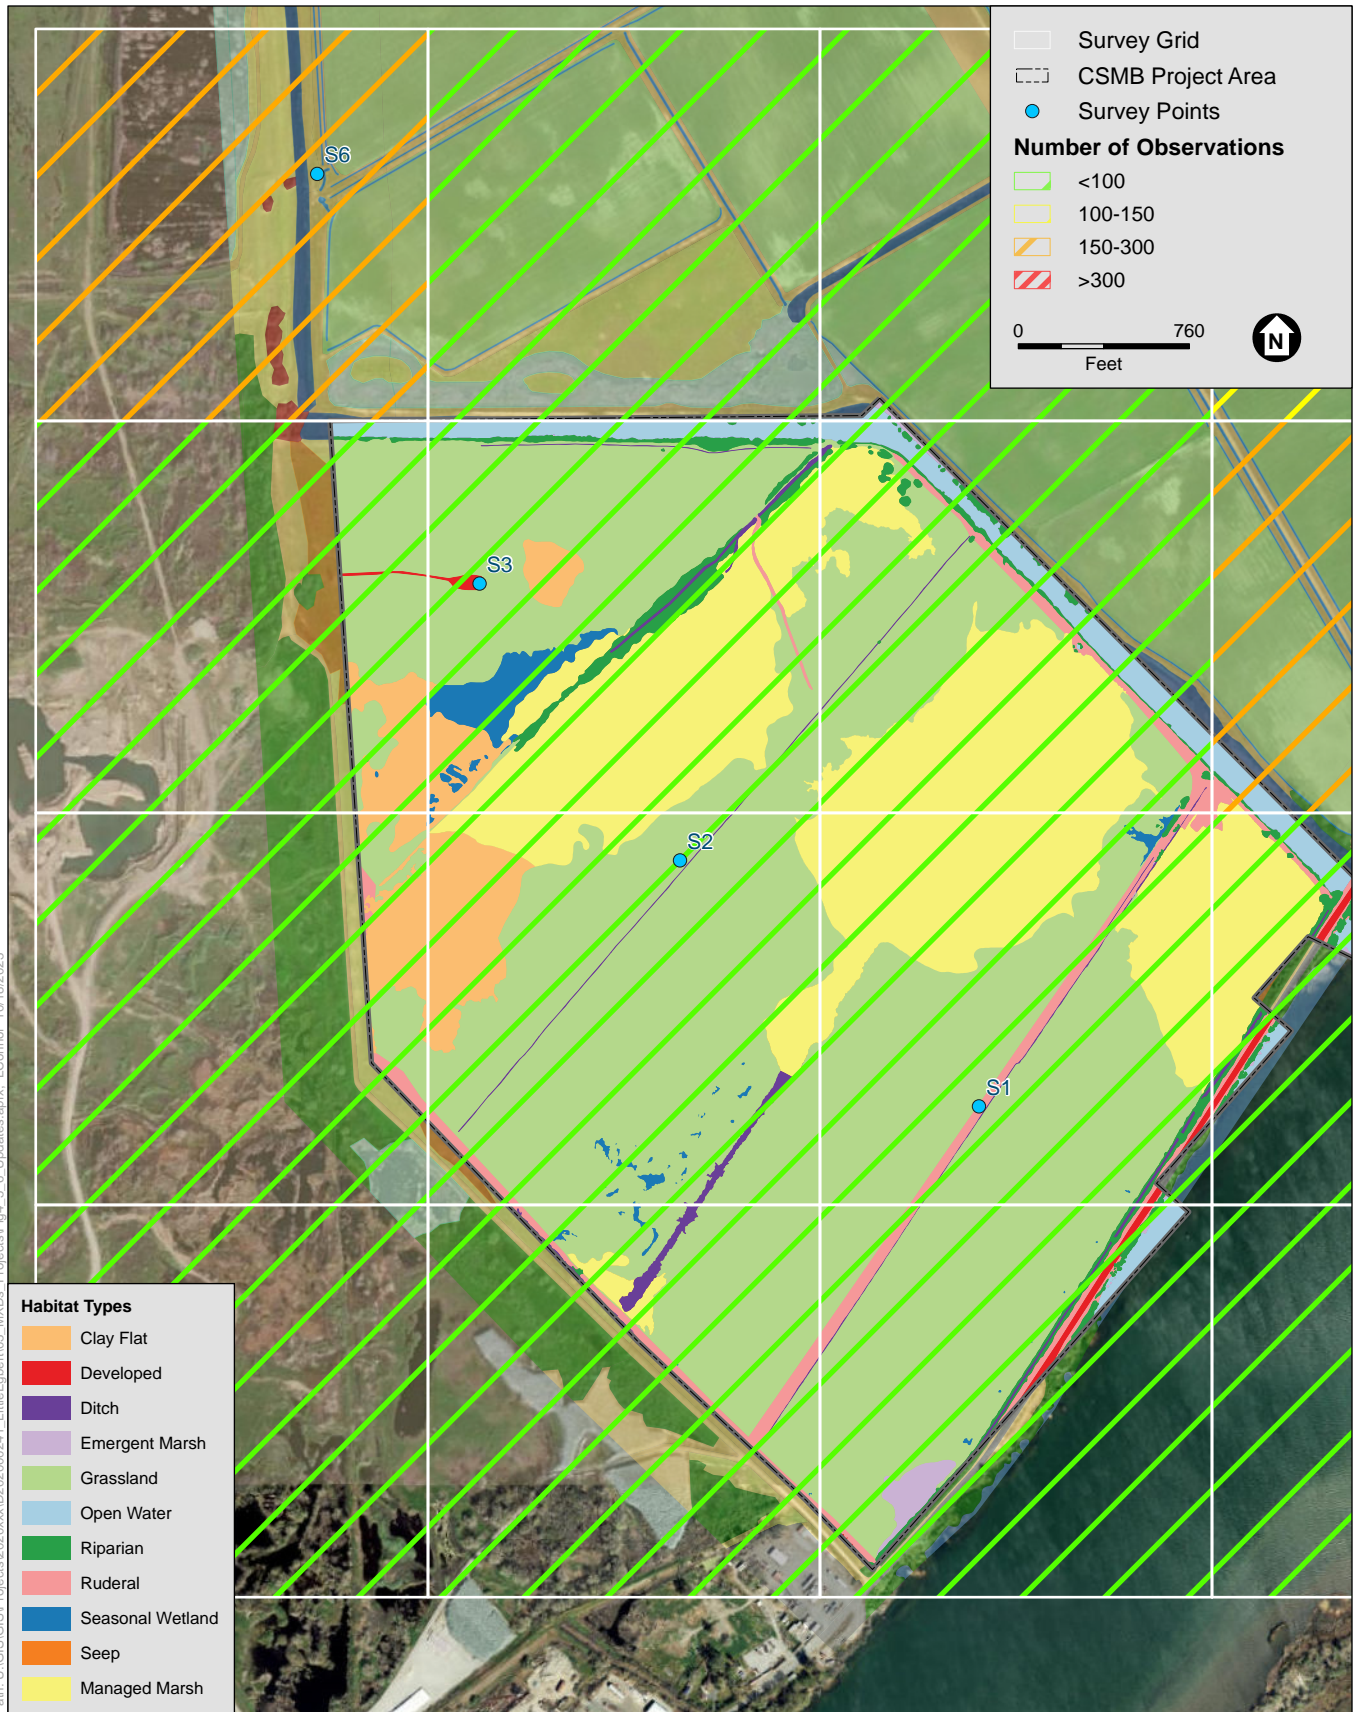 Survey Grid
CSMB Project Area
Survey Points
Number of Observations
<100
100-150
150-300
>300
0 760
Feet
N
S6
S3
S2
S1
Habitat Types
Clay Flat
Developed
Ditch
Emergent Marsh
Grassland
Open Water
Riparian
Ruderal
Seasonal Wetland
Seep
Managed Marsh